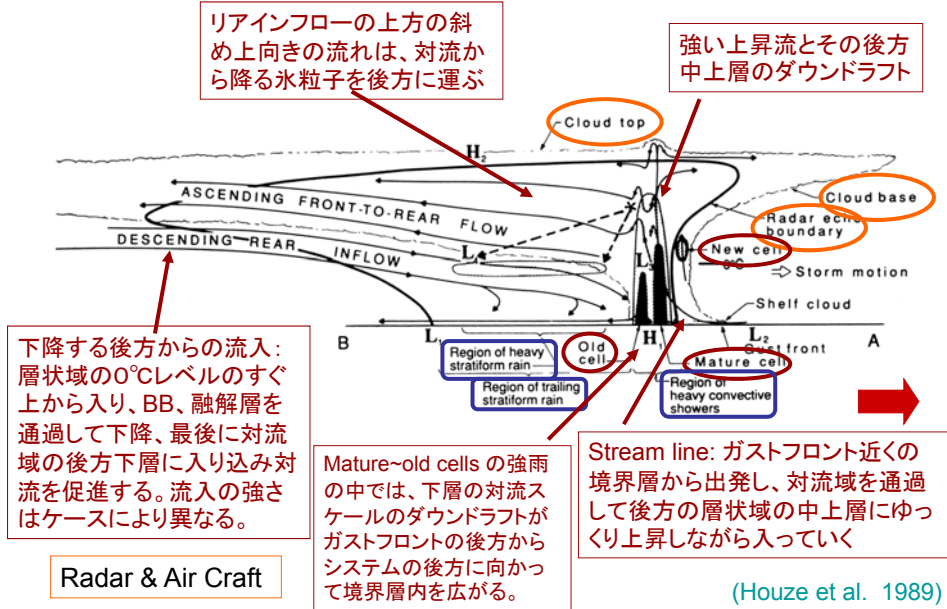 リアインフローの上方の斜
め上向きの流れは、対流から
降る氷粒子を後方に運ぶ
強い上昇流とその後方
中上層のダウンドラフト
Cloud top
H2
ASCENDING FRONT-TO-REAR FLOW
Cloud base
Radar echo
boundary
DESCENDING REAR INFLOW
New cell
0°C
Storm motion
Shelf cloud
B
L1
H1
L2
A
Gust front
Region of heavy
stratiform rain
Old
cell
Mature cell
Region of trailing
stratiform rain
Region of
heavy convective
showers
下降する後方からの流入：
層状域の0℃レベルのすぐ
上から入り、BB、融解層を
通過して下降、最後に対流
域の後方下層に入り込み対
流を促進する。流入の強さ
はケースにより異なる。
Mature~old cells の強雨
の中では、下層の対流ス
ケールのダウンドラフトが
ガストフロントの後方から
システムの後方に向かって
境界層内を広がる。
Stream line: ガストフロント近くの
境界層から出発し、対流域を通過
して後方の層状域の中上層にゆっ
くり上昇しながら入っていく
Radar & Air Craft
(Houze et al. 1989)